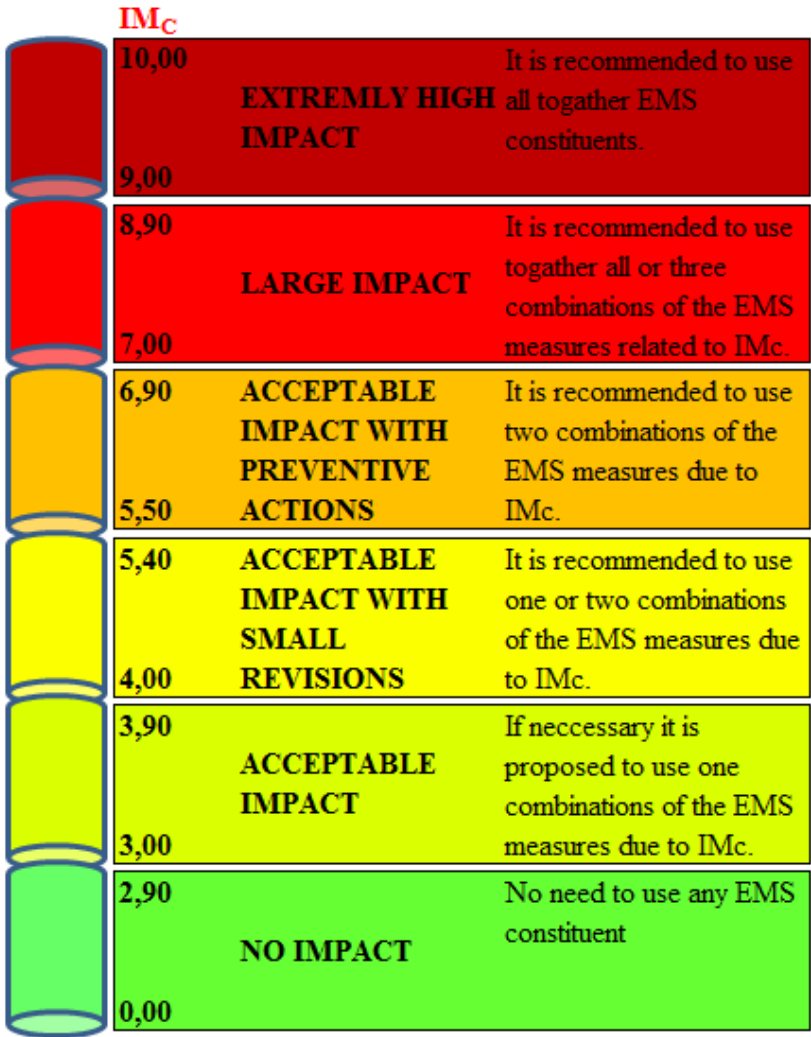 IMC
10,00
EXTREMLY HIGH
IMPACT
9,00
It is recommended to use
all togather EMS
constituents.
8,90
LARGE IMPACT
7,00
It is recommended to use
togather all or three
combinations of the EMS
measures related to IMc.
6,90
ACCEPTABLE
IMPACT WITH
PREVENTIVE
ACTIONS
5,50
It is recommended to use
two combinations of the
EMS measures due to
IMc.
5,40
ACCEPTABLE
IMPACT WITH
SMALL
REVISIONS
4,00
It is recommended to use
one or two combinations
of the EMS measures due
to IMc.
3,90
ACCEPTABLE
IMPACT
3,00
If neccessary it is
proposed to use one
combinations of the EMS
measures due to IMc.
2,90
NO IMPACT
0,00
No need to use any EMS
constituent